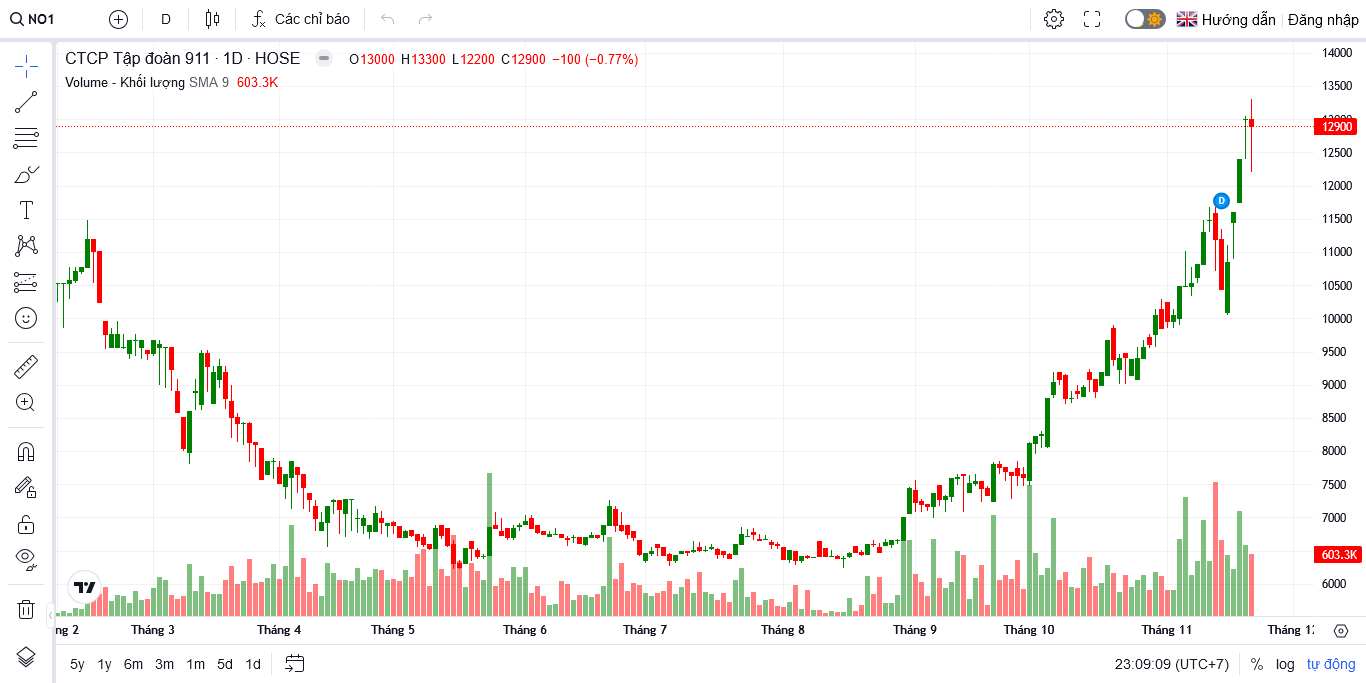 NO1 D Các chỉ báo Hướng dẫn Đăng nhập
CTCP Tập đoàn 911 · 1D · HOSE O13000 H13300 L12200 C12900 −100 (−0.77%)
Volume - Khối lượng SMA 9 603.3K
14000
13500
12900
12500
12000
D
11500
11000
10500
10000
9500
9000
8500
8000
7500
7000
603.3K
6000
ng 2 Tháng 3 Tháng 4 Tháng 5 Tháng 6 Tháng 7 Tháng 8 Tháng 9 Tháng 10 Tháng 11 Tháng 12
5y 1y 6m 3m 1m 5d 1d 23:09:09 (UTC+7) % log tự động